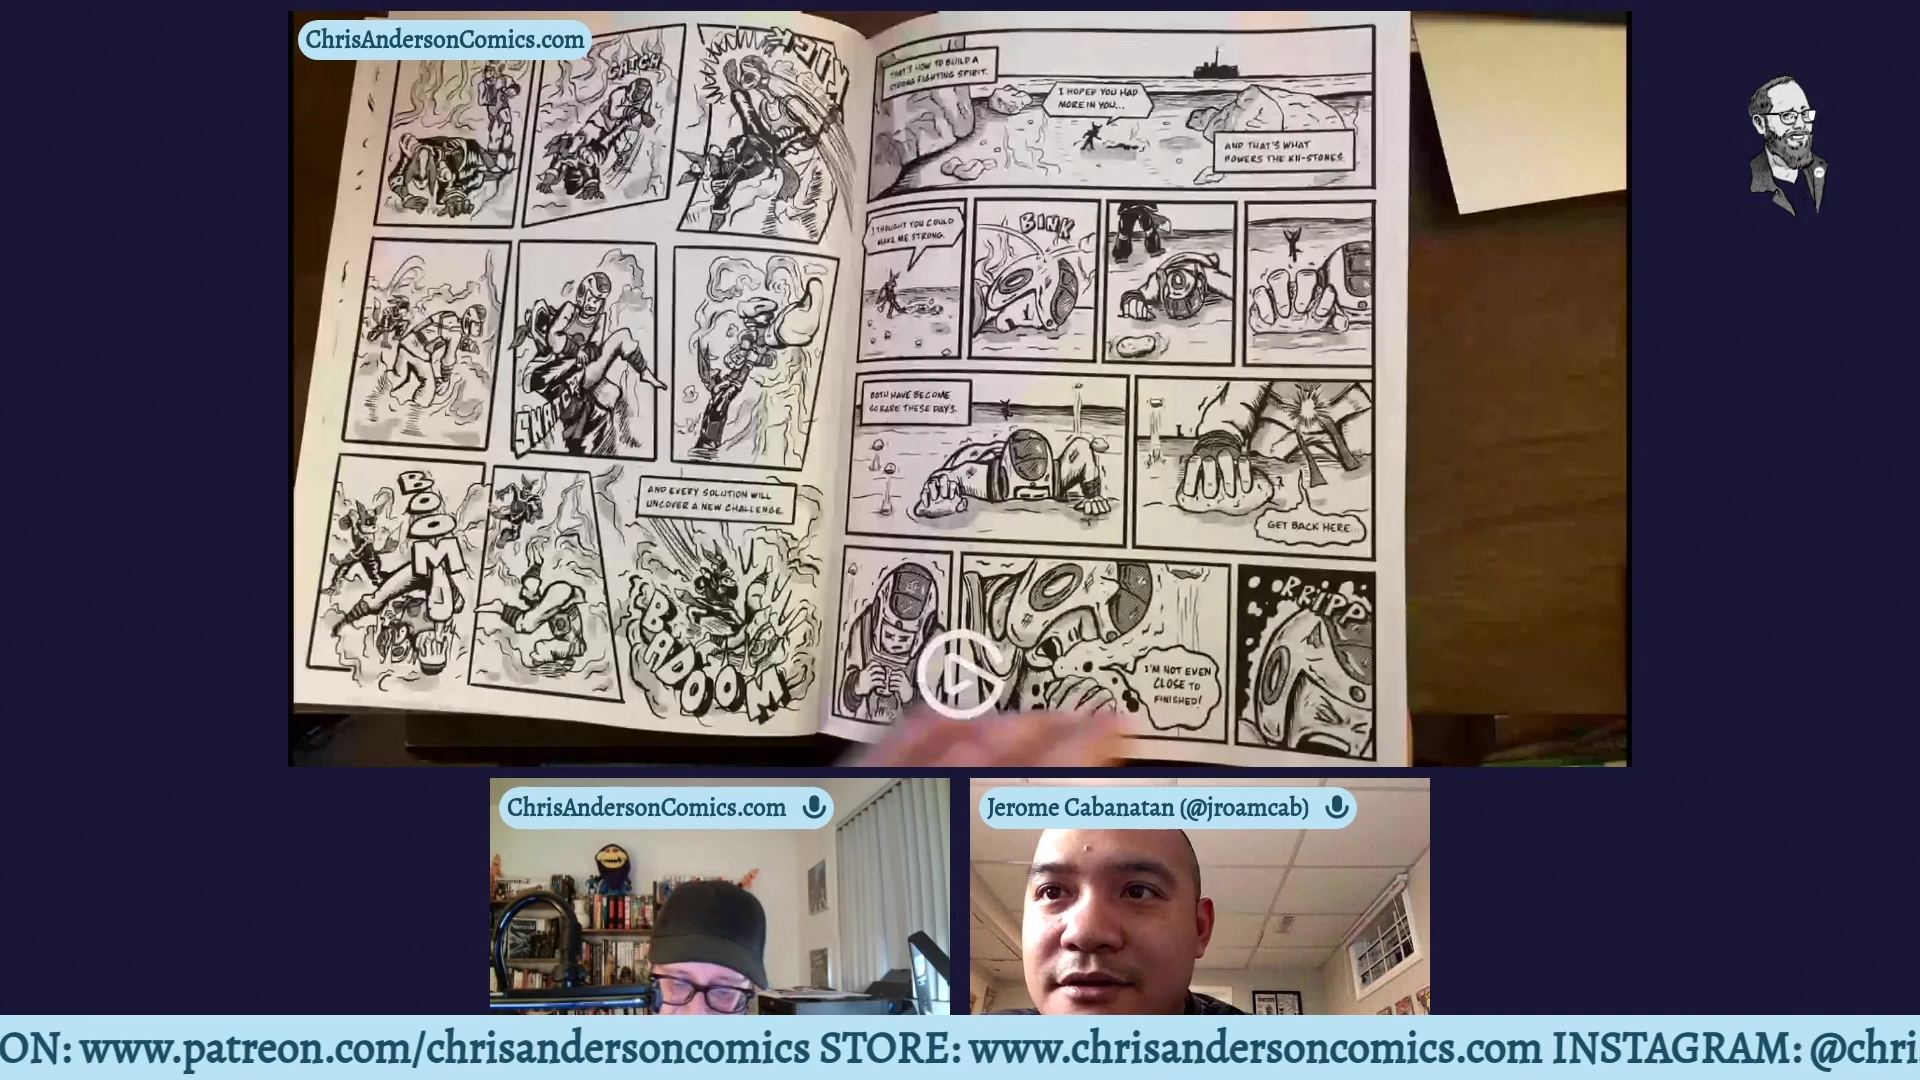 ChrisAndersonComics.com
CATCH
KICK
SNATCH
BOOM!
AND EVERY SOLUTION WILL
UNCOVER A NEW CHALLENGE.
BADOOM
THAT'S HOW TO BUILD A
STRONG FIGHTING SPIRIT.
I HOPED YOU HAD
MORE IN YOU...
AND THAT'S WHAT
POWERS THE KII-STONES.
I THOUGHT YOU COULD
MAKE ME STRONG.
BINK
BOTH HAVE BECOME
SO RARE THESE DAYS.
GET BACK HERE...
I'M NOT EVEN
CLOSE TO
FINISHED!
RRIPP
ChrisAndersonComics.com
Jerome Cabanatan (@jroamcab)
ON: www.patreon.com/chrisandersoncomics STORE: www.chrisandersoncomics.com INSTAGRAM: @chri